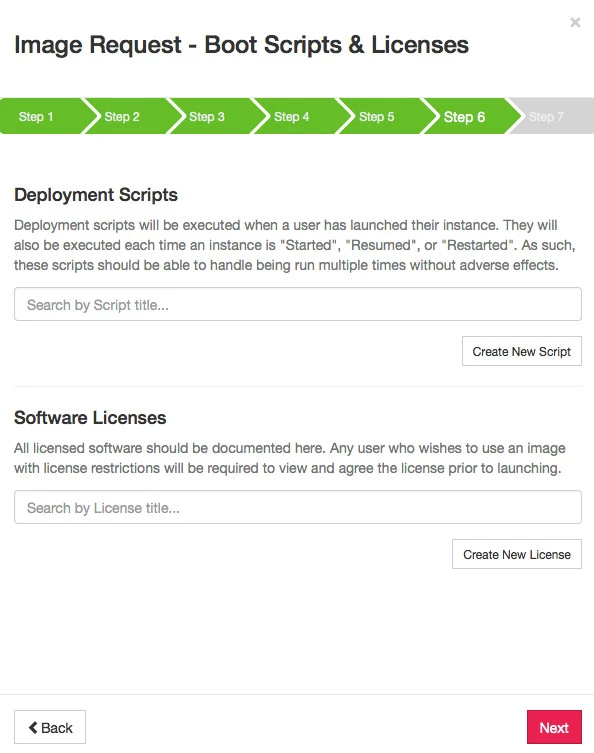 ×
Image Request - Boot Scripts & Licenses
Step 1 Step 2 Step 3 Step 4 Step 5 Step 6 Step 7
Deployment Scripts
Deployment scripts will be executed when a user has launched their instance. They will
also be executed each time an instance is "Started", "Resumed", or "Restarted". As such,
these scripts should be able to handle being run multiple times without adverse effects.
Search by Script title...
Create New Script
Software Licenses
All licensed software should be documented here. Any user who wishes to use an image
with license restrictions will be required to view and agree the license prior to launching.
Search by License title...
Create New License
Back
Next